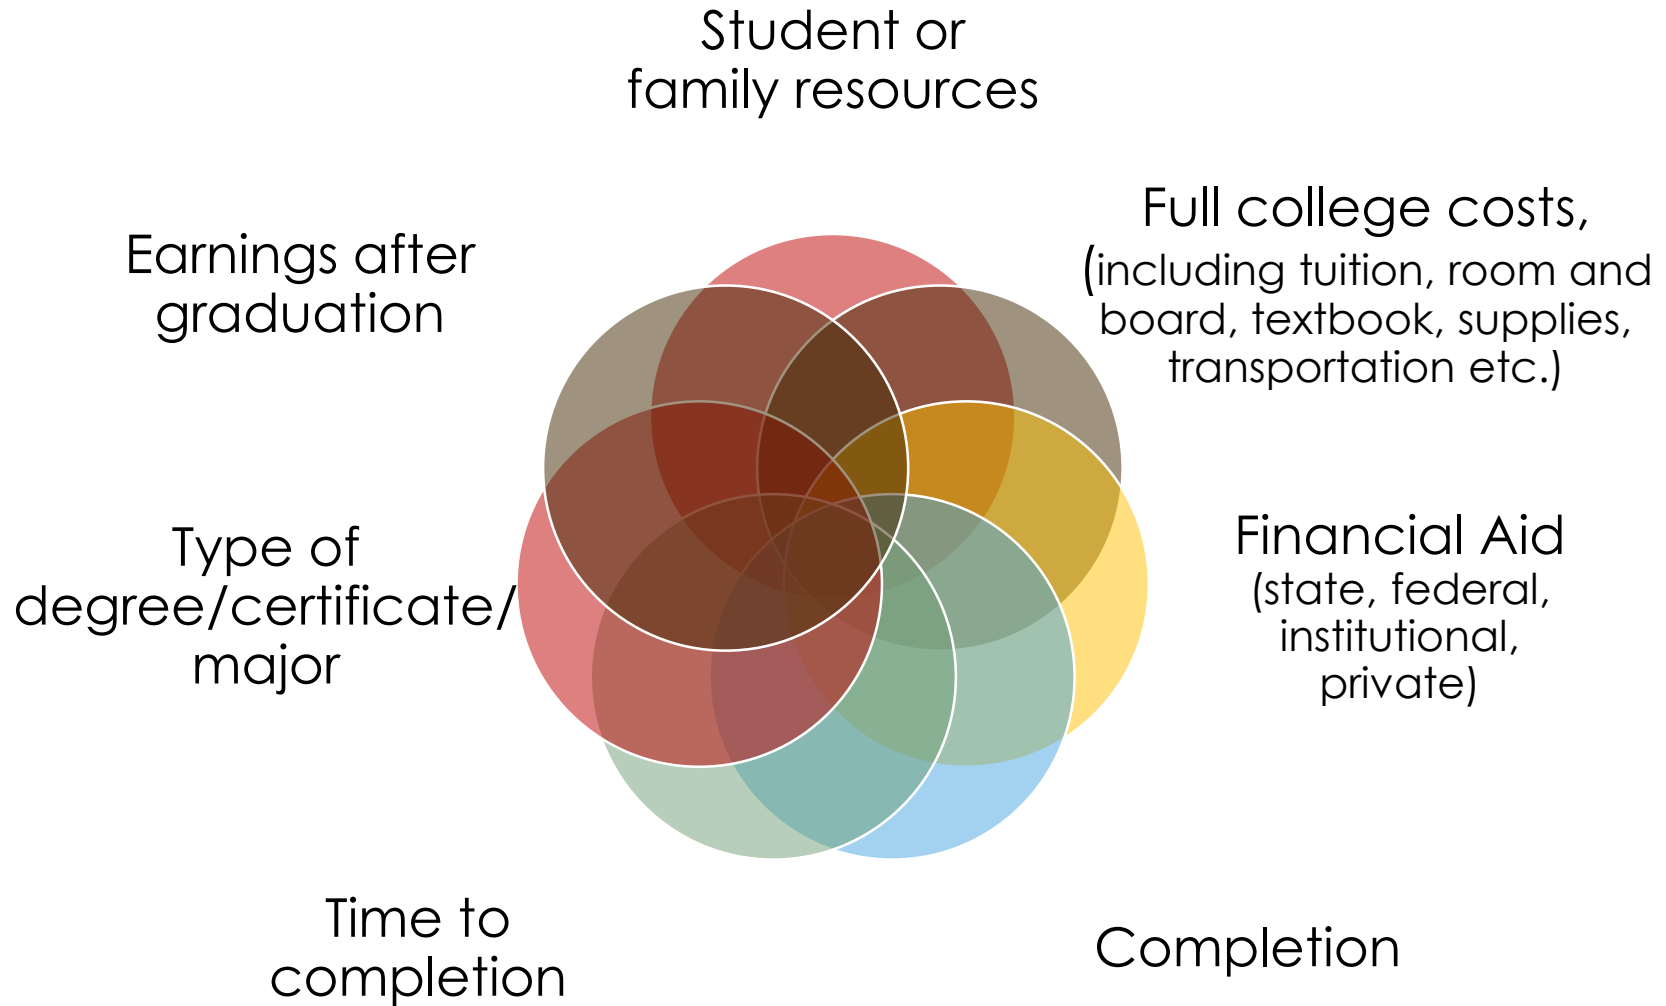 Student or
family resources
Full college costs,
(including tuition, room and
board, textbook, supplies,
transportation etc.)
Financial Aid
(state, federal,
institutional,
private)
Completion
Time to
completion
Type of
degree/certificate/
major
Earnings after
graduation